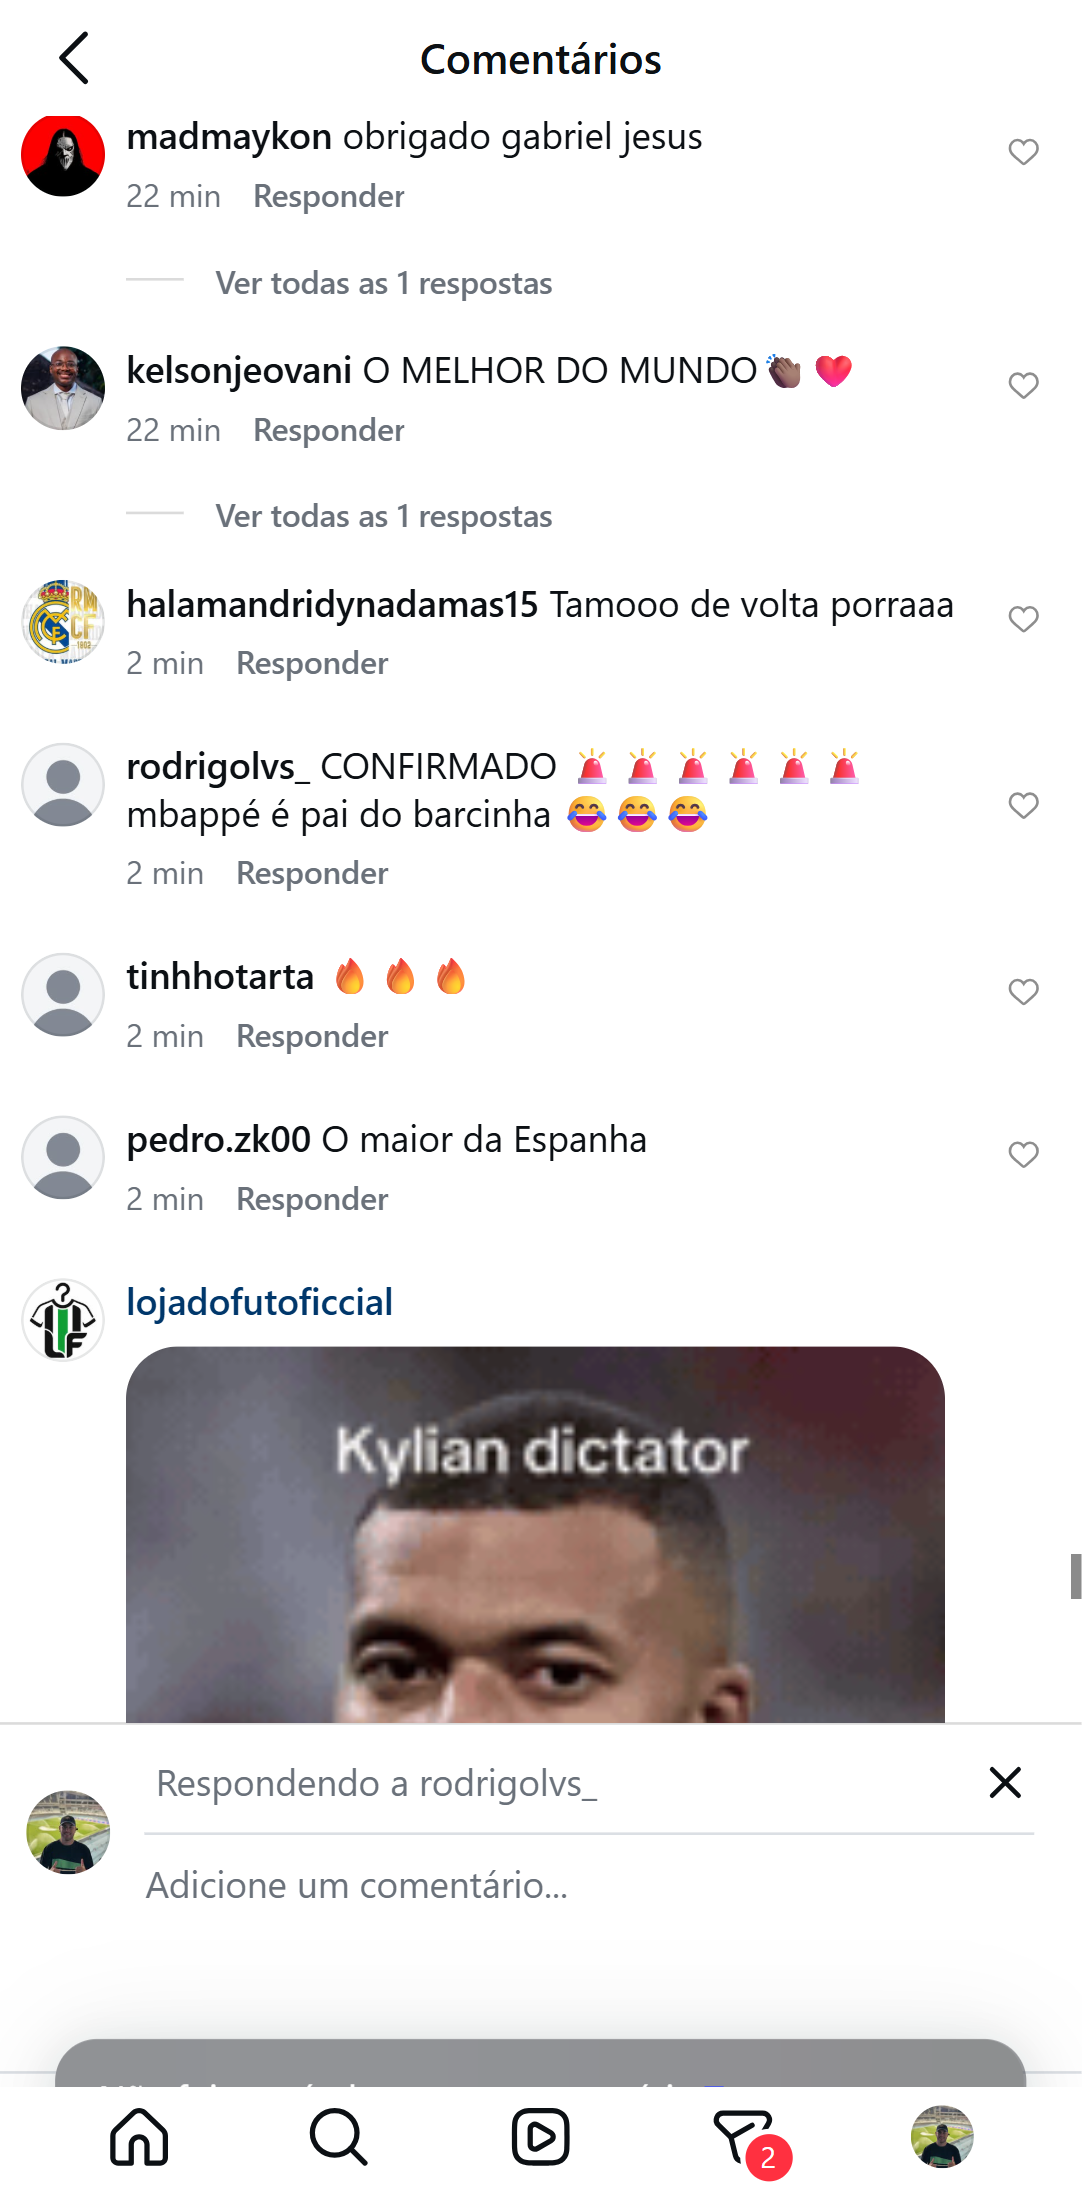 Comentários
madmaykon obrigado gabriel jesus
22 min Responder
Ver todas as 1 respostas
kelsonjeovani O MELHOR DO MUNDO👏🏾 ❤️
22 min Responder
Ver todas as 1 respostas
halamandridynadamas15 Tamooo de volta porraaa
2 min Responder
rodrigolvs_ CONFIRMADO 🚨 🚨 🚨 🚨 🚨 🚨
mbappé é pai do barcinha 😂 😂 😂
2 min Responder
tinhhotarta 🔥 🔥 🔥
2 min Responder
pedro.zk00 O maior da Espanha
2 min Responder
lojadofutoficcial
Kylian dictator
Respondendo a rodrigolvs_
Adicione um comentário...
2